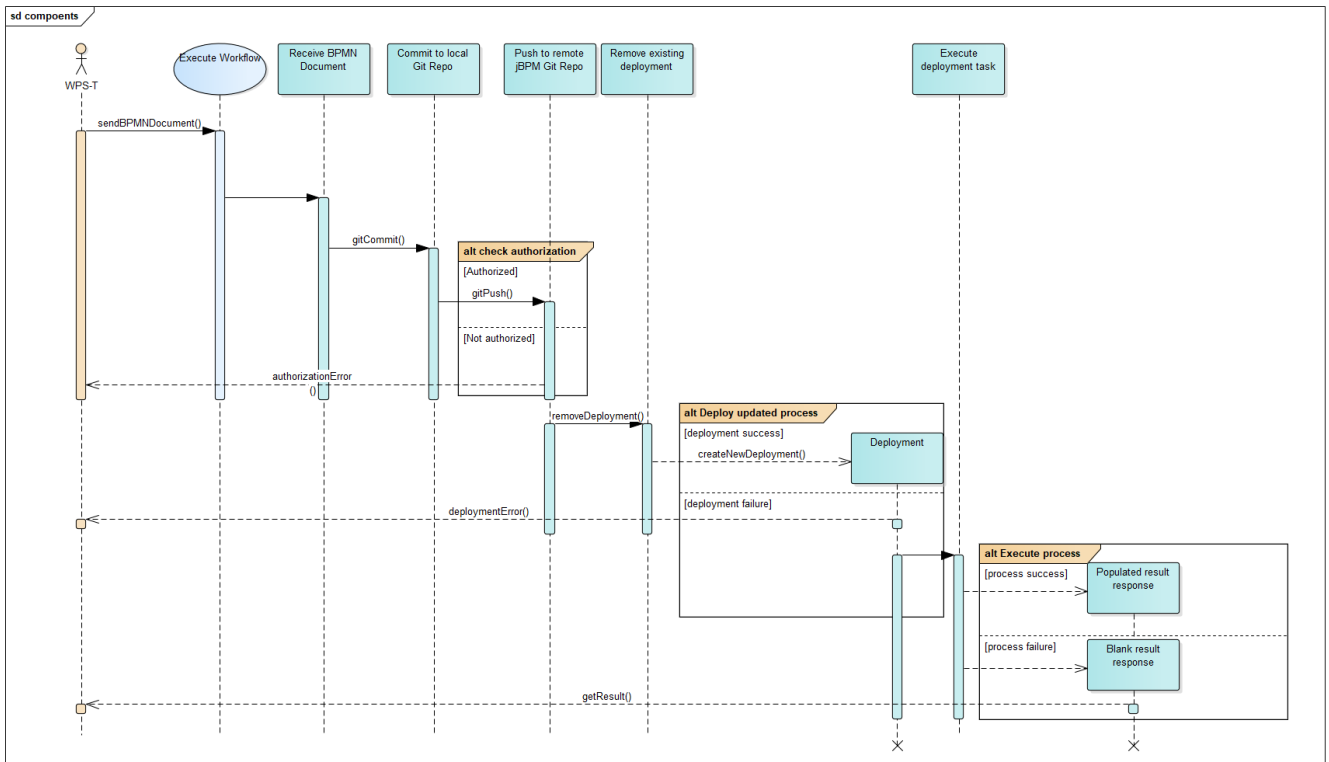 sd compoents
WPS-T
Execute Workflow
Receive BPMN
Document
Commit to local
Git Repo
Push to remote
jBPM Git Repo
Remove existing
deployment
Execute
deployment task
sendBPMNDocument()
gitCommit()
alt check authorization
[Authorized]
gitPush()
[Not authorized]
authorizationError
()
removeDeployment()
alt Deploy updated process
[deployment success]
Deployment
createNewDeployment()
[deployment failure]
deploymentError()
alt Execute process
[process success]
Populated result
response
[process failure]
Blank result
response
getResult()